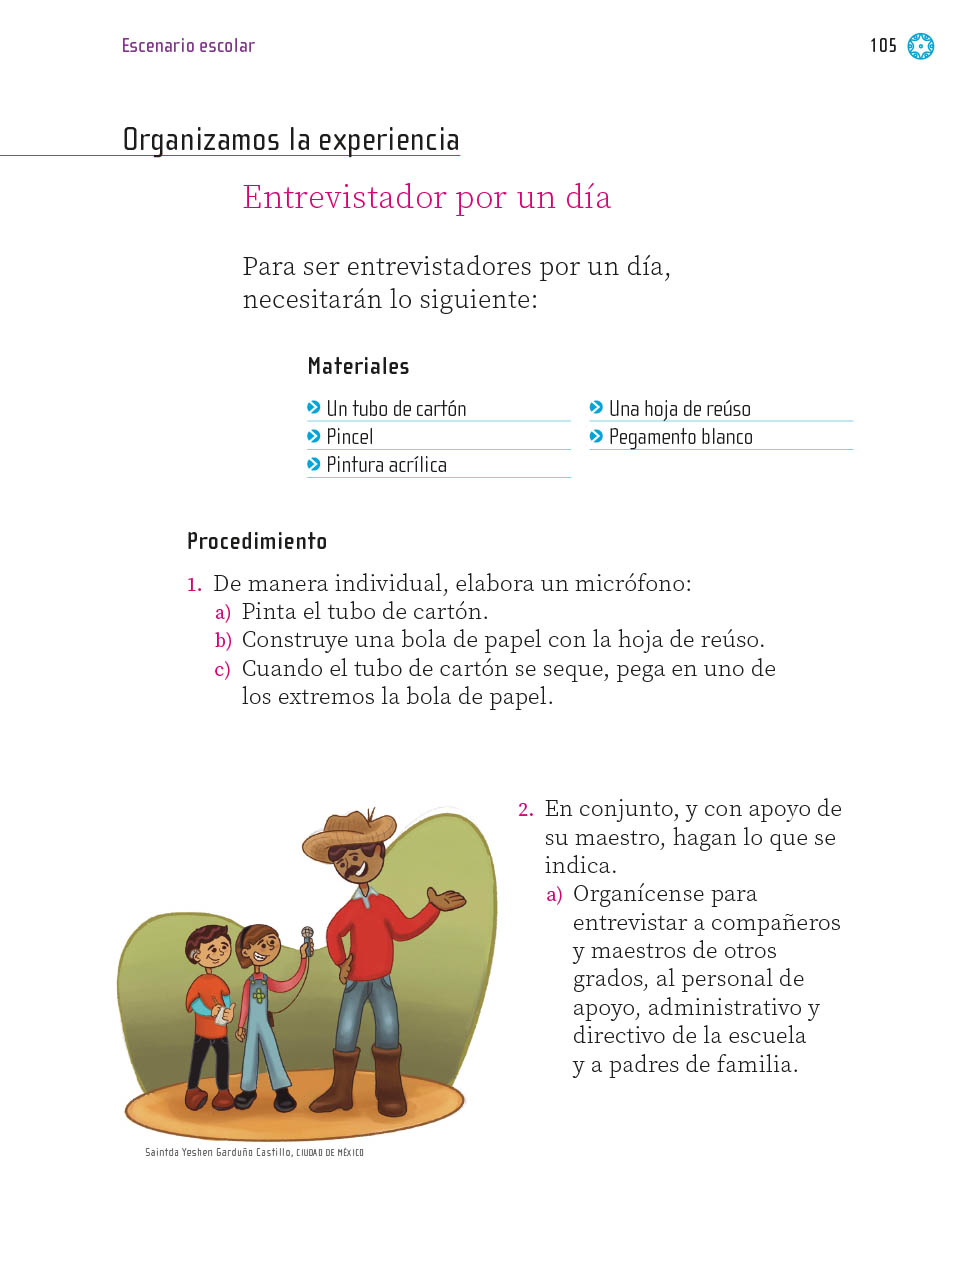 Escenario escolar
105
Organizamos la experiencia
Entrevistador por un día
Para ser entrevistadores por un día,
necesitarán lo siguiente:
Materiales
Un tubo de cartón
Pincel
Pintura acrílica
Una hoja de reúso
Pegamento blanco
Procedimiento
1. De manera individual, elabora un micrófono:
a) Pinta el tubo de cartón.
b) Construye una bola de papel con la hoja de reúso.
c) Cuando el tubo de cartón se seque, pega en uno de
los extremos la bola de papel.
2. En conjunto, y con apoyo de
su maestro, hagan lo que se
indica.
a) Organícense para
entrevistar a compañeros
y maestros de otros
grados, al personal de
apoyo, administrativo y
directivo de la escuela
y a padres de familia.
Saintda Yeshen Garduño Castillo, CIUDAD DE MÉXICO